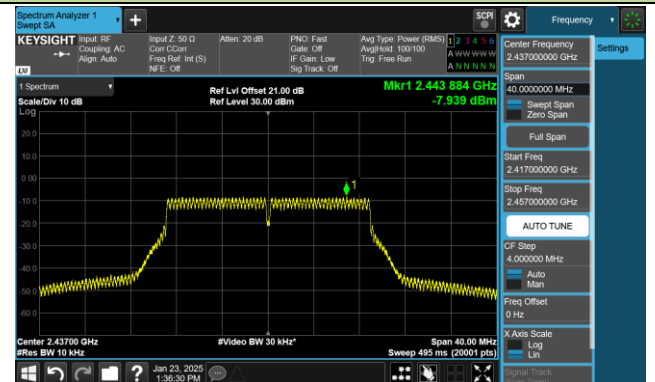 Spectrum Analyzer 1
Swept SA
SCPI
Frequency
KEYSIGHT
Input: RF
Coupling: AC
Align: Auto
Input Z: 50 Ω
Corr CCorr
Freq Ref: Int (S)
NFE: Off
Atten: 20 dB
PNO: Fast
Gate: Off
IF Gain: Low
Sig Track: Off
Avg Type: Power (RMS)
Avg|Hold: 100/100
Trig: Free Run
1 2 3 4 5 6
A W W W W W
A N N N N N
LXI
1 Spectrum
Scale/Div 10 dB
Log
Ref Lvl Offset 21.00 dB
Ref Level 30.00 dBm
Mkr1 2.443 884 GHz
-7.939 dBm
20.0
10.0
0.00
-10.0
-20.0
-30.0
-40.0
-50.0
-60.0
1
Center 2.43700 GHz
#Res BW 10 kHz
#Video BW 30 kHz*
Span 40.00 MHz
Sweep 495 ms (20001 pts)
Jan 23, 2025
1:36:30 PM
Center Frequency
2.437000000 GHz
Settings
Span
40.0000000 MHz
Swept Span
Zero Span
Full Span
Start Freq
2.417000000 GHz
Stop Freq
2.457000000 GHz
AUTO TUNE
CF Step
4.000000 MHz
Auto
Man
Freq Offset
0 Hz
X Axis Scale
Log
Lin
Signal Track